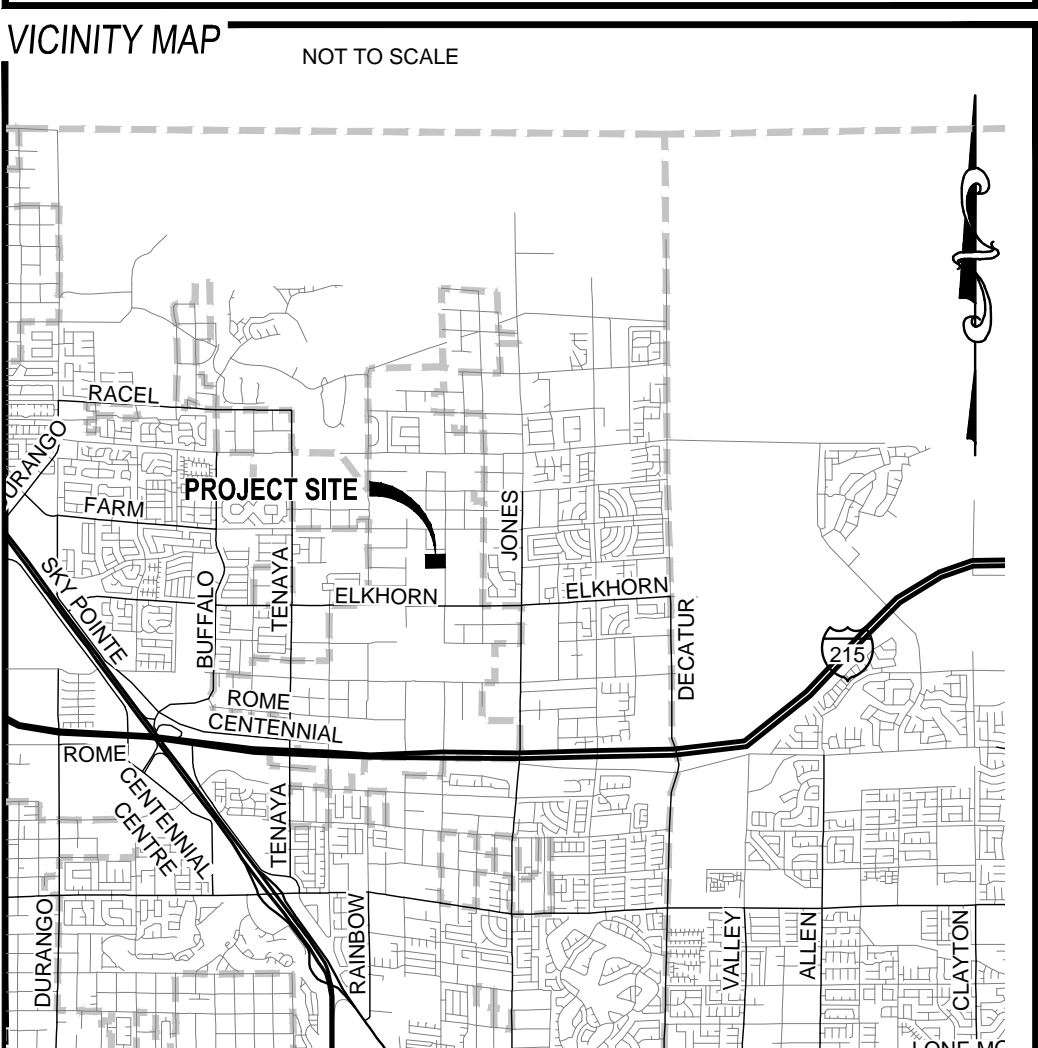 VICINITY MAP
NOT TO SCALE
RACEL
URANGO
PROJECT SITE
FARM
JONES
SKY POINTE
TENAYA
BUFFALO
ELKHORN
ELKHORN
DECATUR
215
ROME
CENTENNIAL
ROME
CENTENNIAL
CENTRE
TENAYA
DURANGO
RAINBOW
VALLEY
ALLEN
CLAYTON